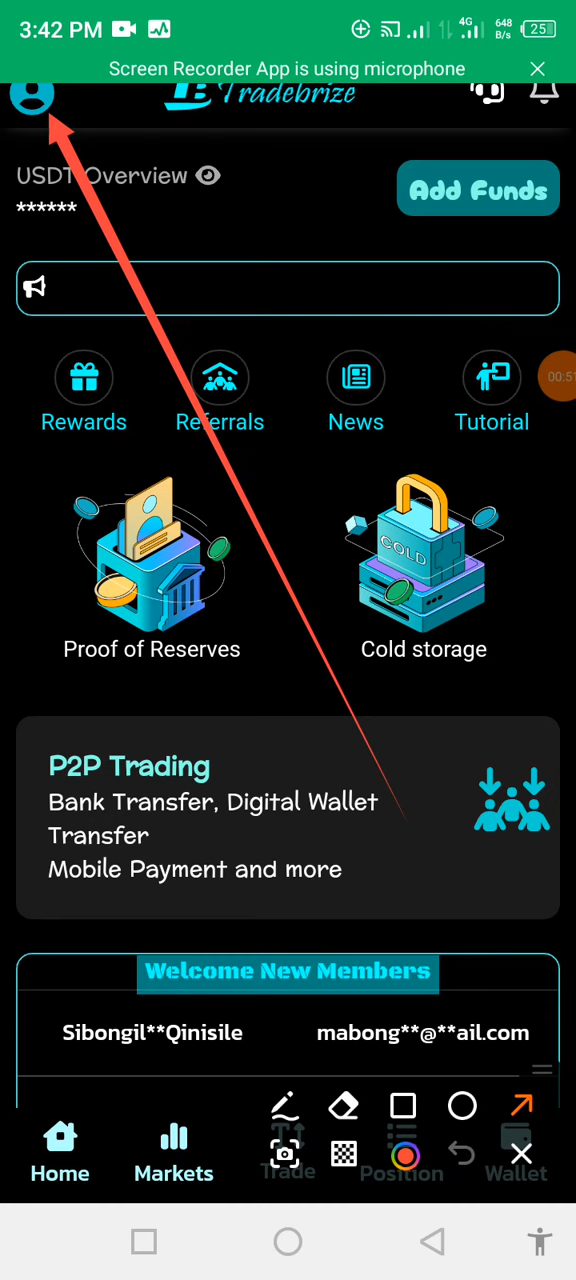 3:42 PM 4G 648 B/s 25
Screen Recorder App is using microphone
Tradebrize
USDT Overview
******
Add Funds
Rewards Referrals News Tutorial
00:51
COLD
Proof of Reserves Cold storage
P2P Trading
Bank Transfer, Digital Wallet
Transfer
Mobile Payment and more
Welcome New Members
Sibongil**Qinisile mabong**@**ail.com
Home Markets Trade Position Wallet